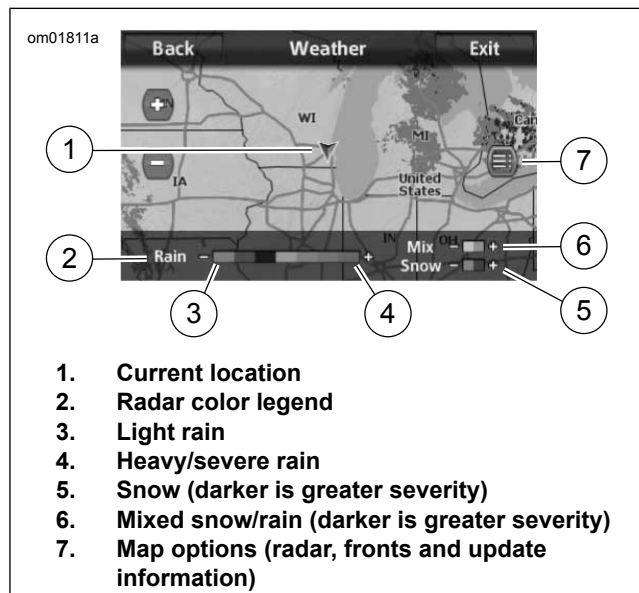 om01811a
Back Weather Exit
WI
MI
Can
1
7
IA
United
States
IN OH
Mix - +
6
2
Rain - +
Snow - +
3
4
5
1. Current location
2. Radar color legend
3. Light rain
4. Heavy/severe rain
5. Snow (darker is greater severity)
6. Mixed snow/rain (darker is greater severity)
7. Map options (radar, fronts and update
information)